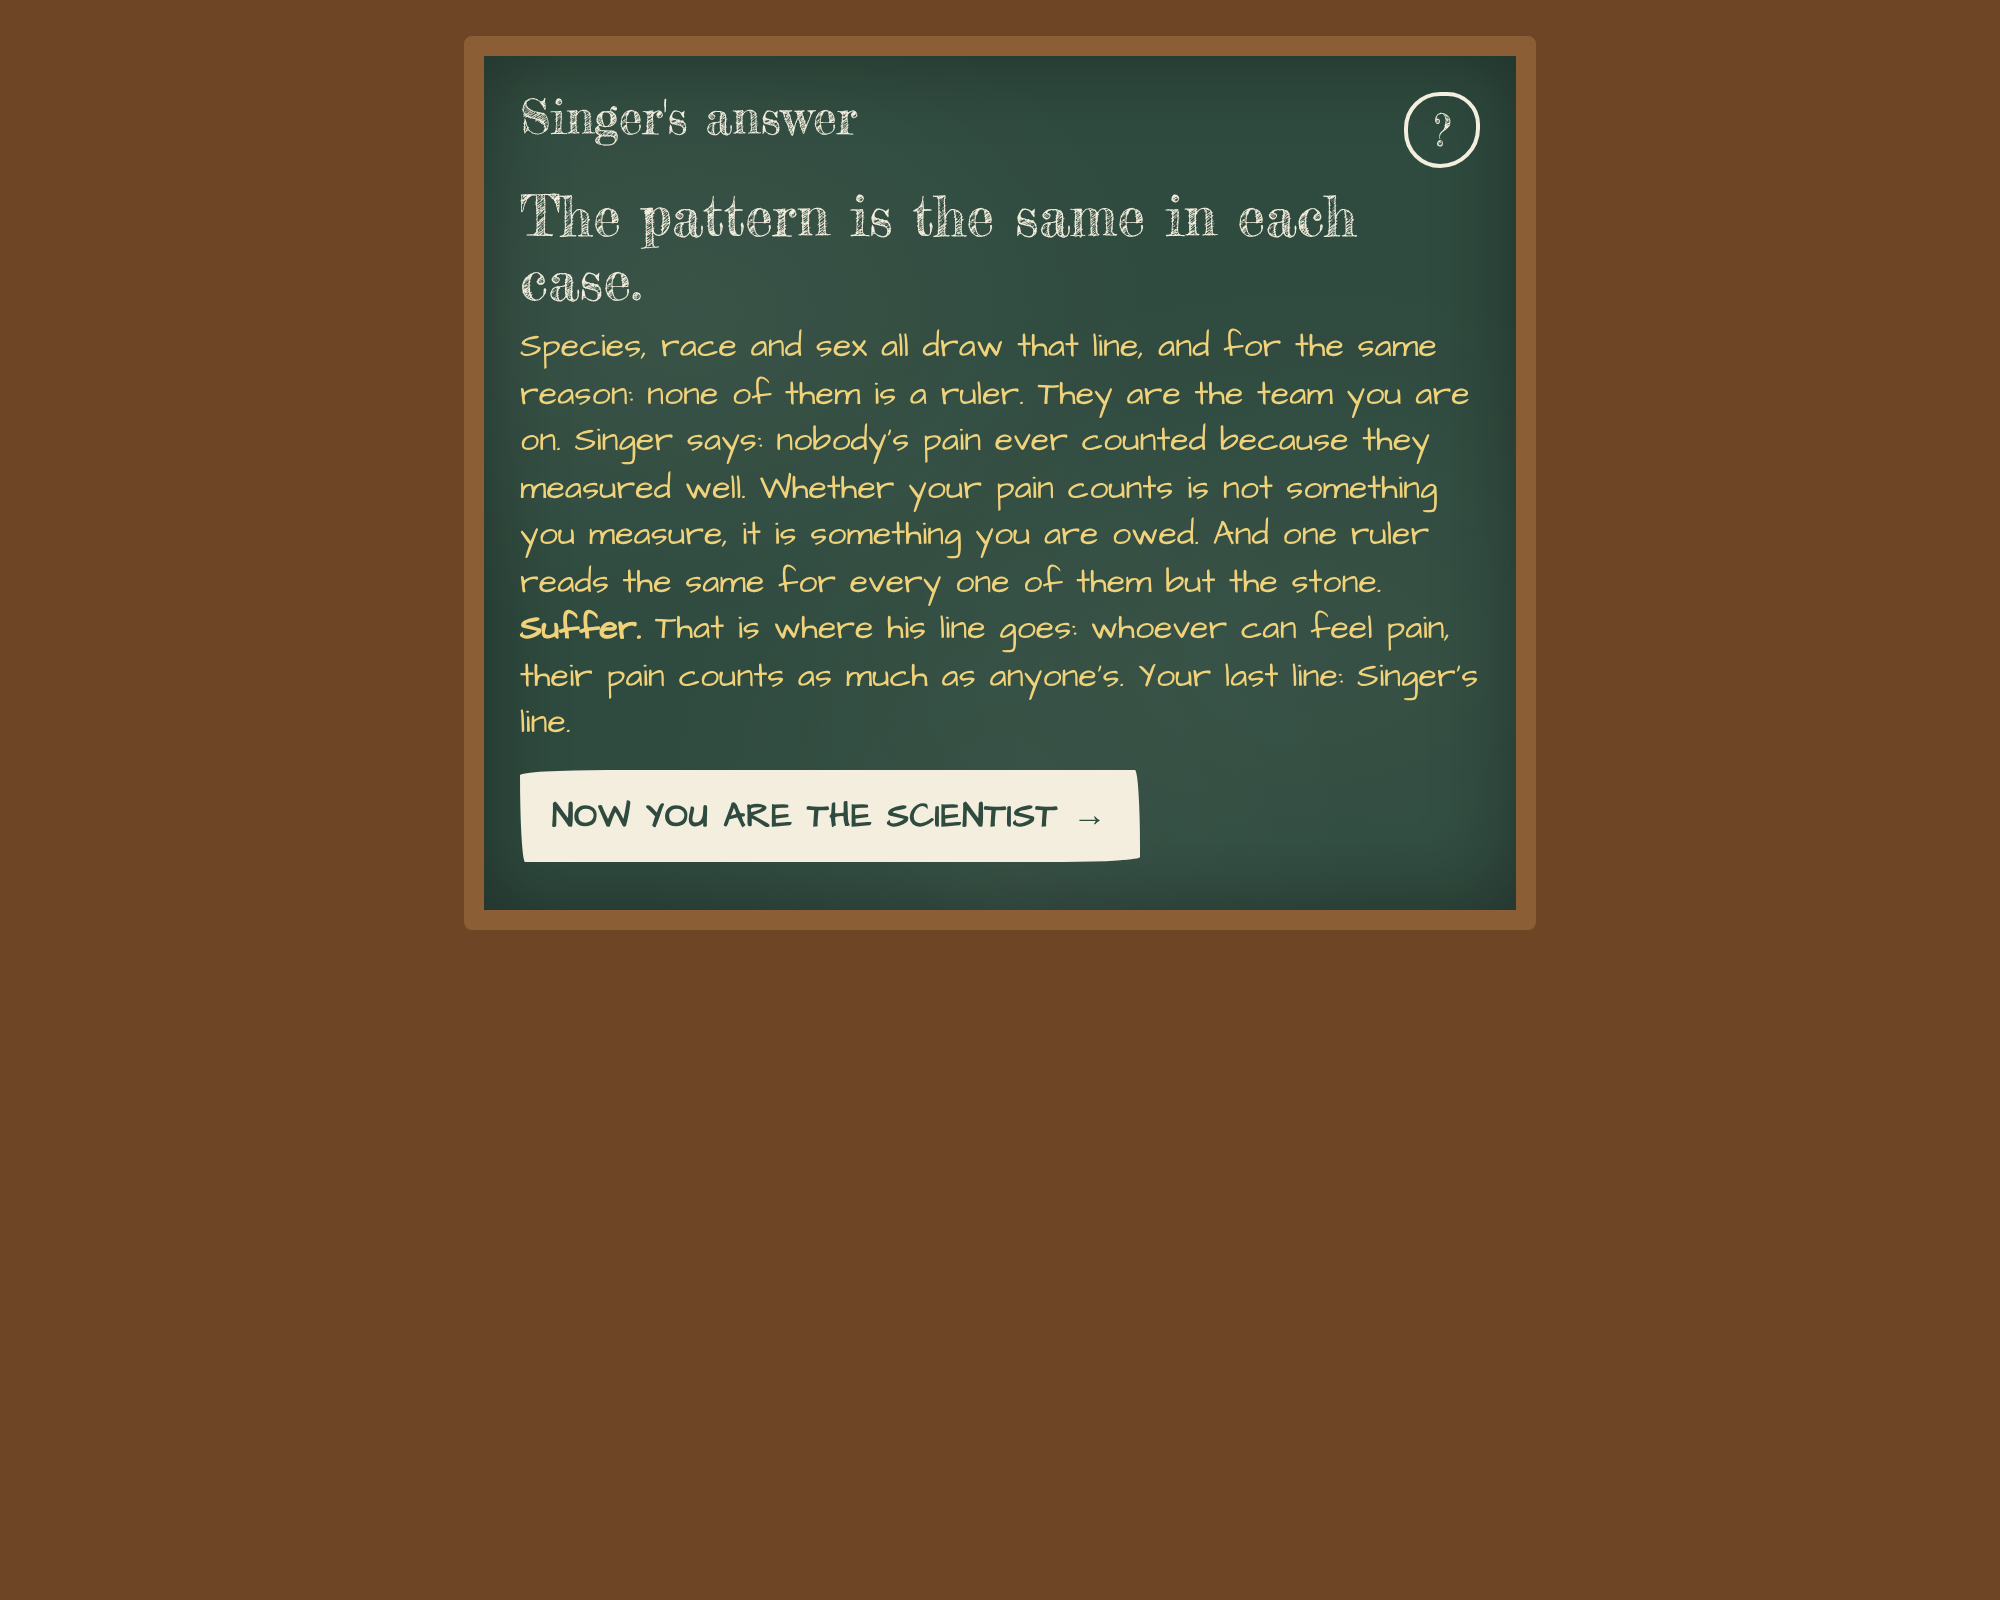 Singer's answer
?
The pattern is the same in each
case.
Species, race and sex all draw that line, and for the same
reason: none of them is a ruler. They are the team you are
on. Singer says: nobody's pain ever counted because they
measured well. Whether your pain counts is not something
you measure, it is something you are owed. And one ruler
reads the same for every one of them but the stone.
Suffer. That is where his line goes: whoever can feel pain,
their pain counts as much as anyone's. Your last line: Singer's
line.
NOW YOU ARE THE SCIENTIST →